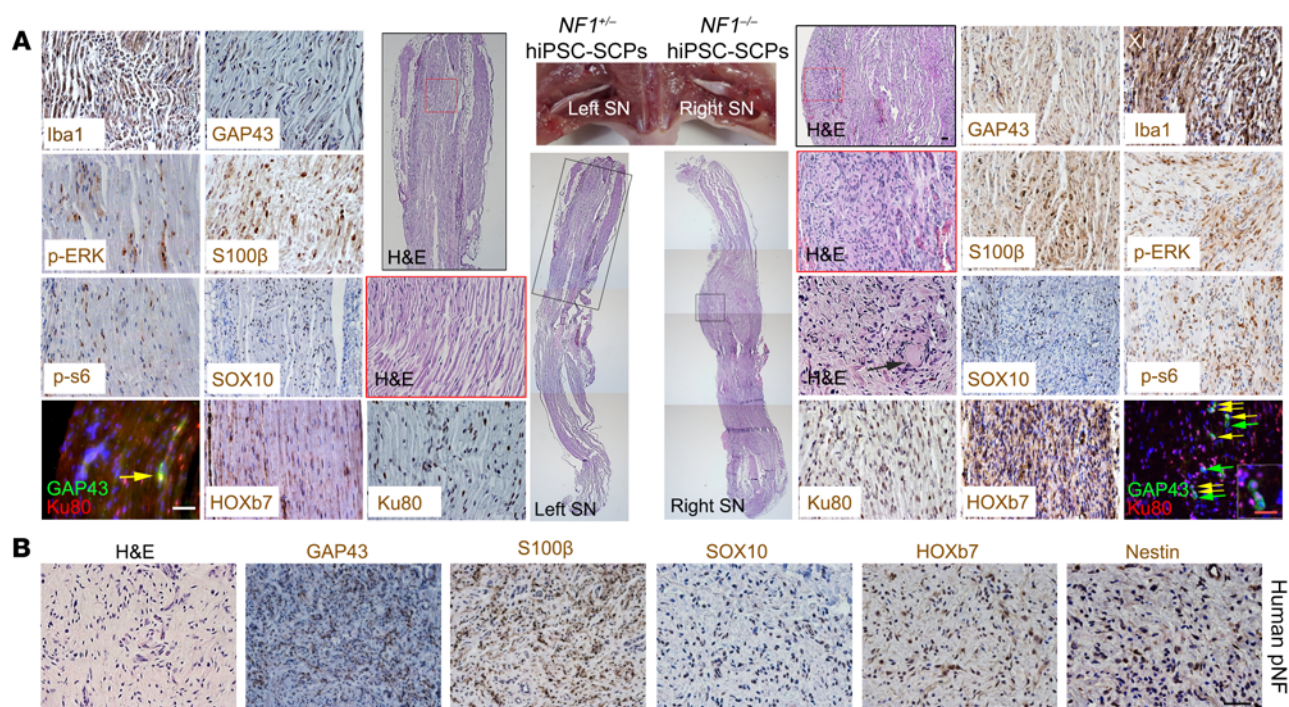 A
NF1+/–
hiPSC-SCPs
NF1–/–
hiPSC-SCPs
Left SN
Right SN
Iba1
GAP43
H&E
H&E
GAP43
X
Iba1
p-ERK
S100β
H&E
S100β
p-ERK
p-s6
SOX10
H&E
H&E
SOX10
p-s6
GAP43
Ku80
HOXb7
Ku80
Left SN
Right SN
Ku80
HOXb7
GAP43
Ku80
B
H&E
GAP43
S100β
SOX10
HOXb7
Nestin
Human pNF